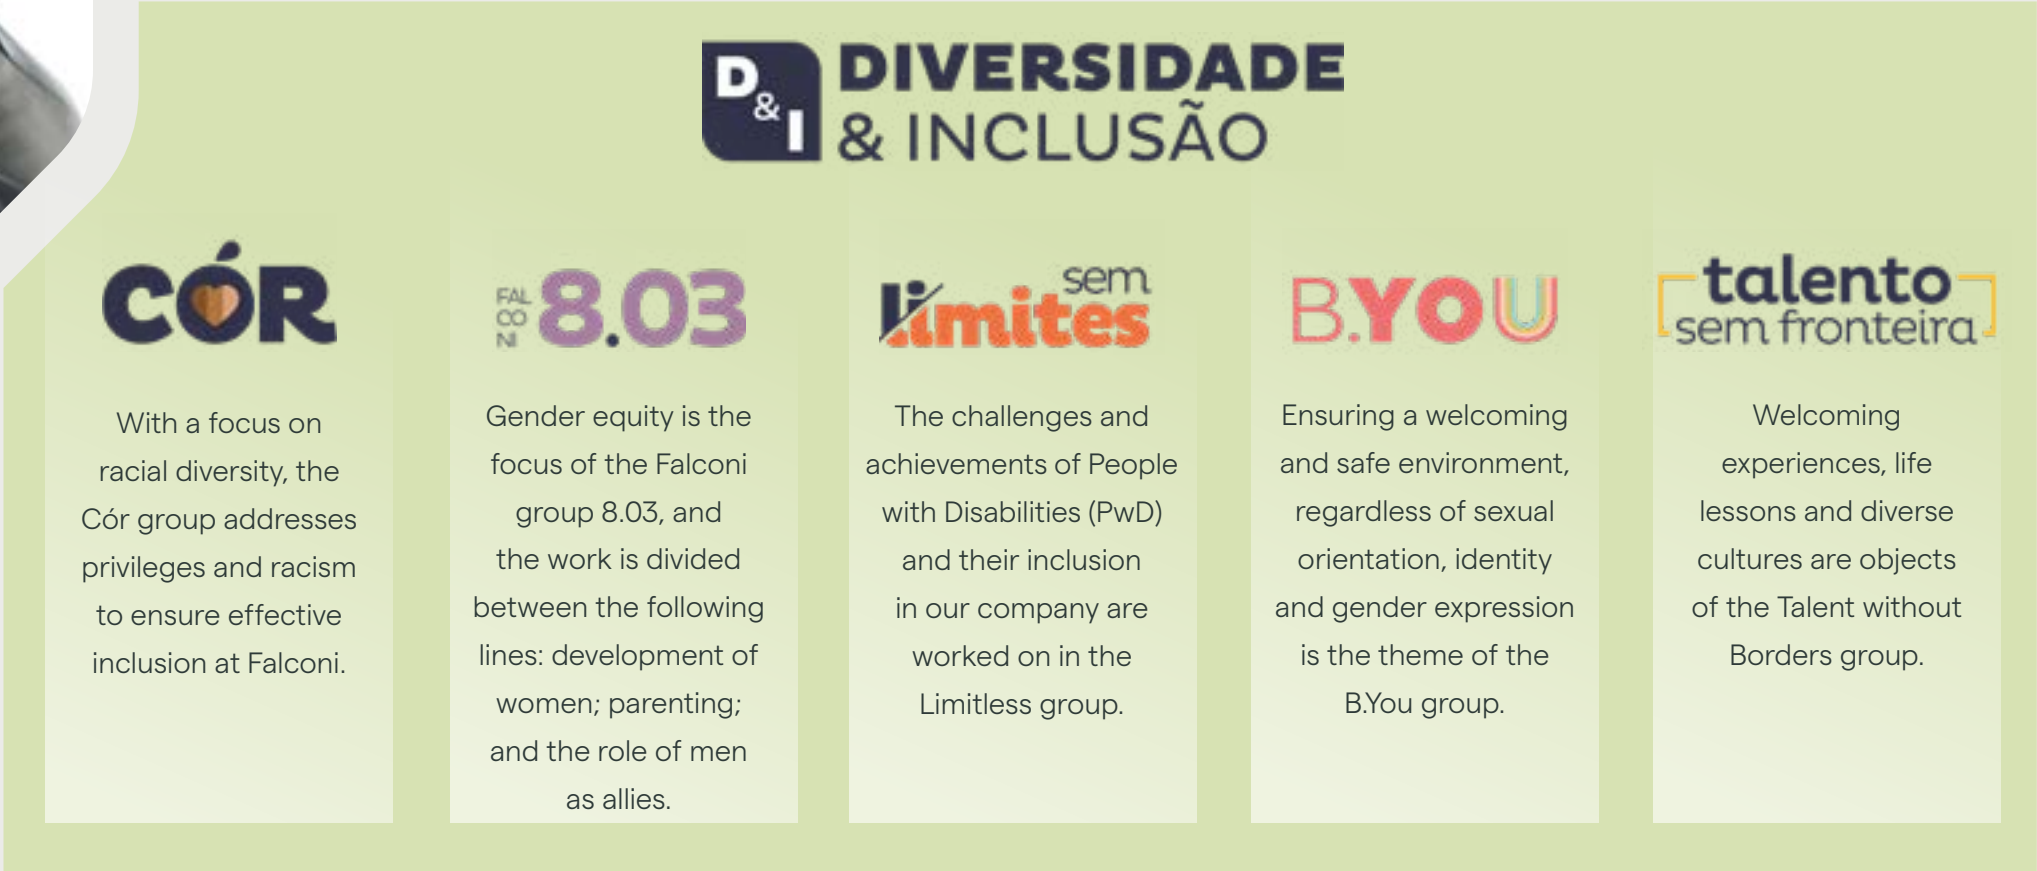 D&I
DIVERSIDADE
& INCLUSÃO
CÓR
With a focus on
racial diversity, the
Cór group addresses
privileges and racism
to ensure effective
inclusion at Falconi.
FAL
CO
NI
8.03
Gender equity is the
focus of the Falconi
group 8.03, and
the work is divided
between the following
lines: development of
women; parenting;
and the role of men
as allies.
sem
limites
The challenges and
achievements of People
with Disabilities (PwD)
and their inclusion
in our company are
worked on in the
Limitless group.
B.YOU
Ensuring a welcoming
and safe environment,
regardless of sexual
orientation, identity
and gender expression
is the theme of the
B.You group.
talento
sem fronteira
Welcoming
experiences, life
lessons and diverse
cultures are objects
of the Talent without
Borders group.